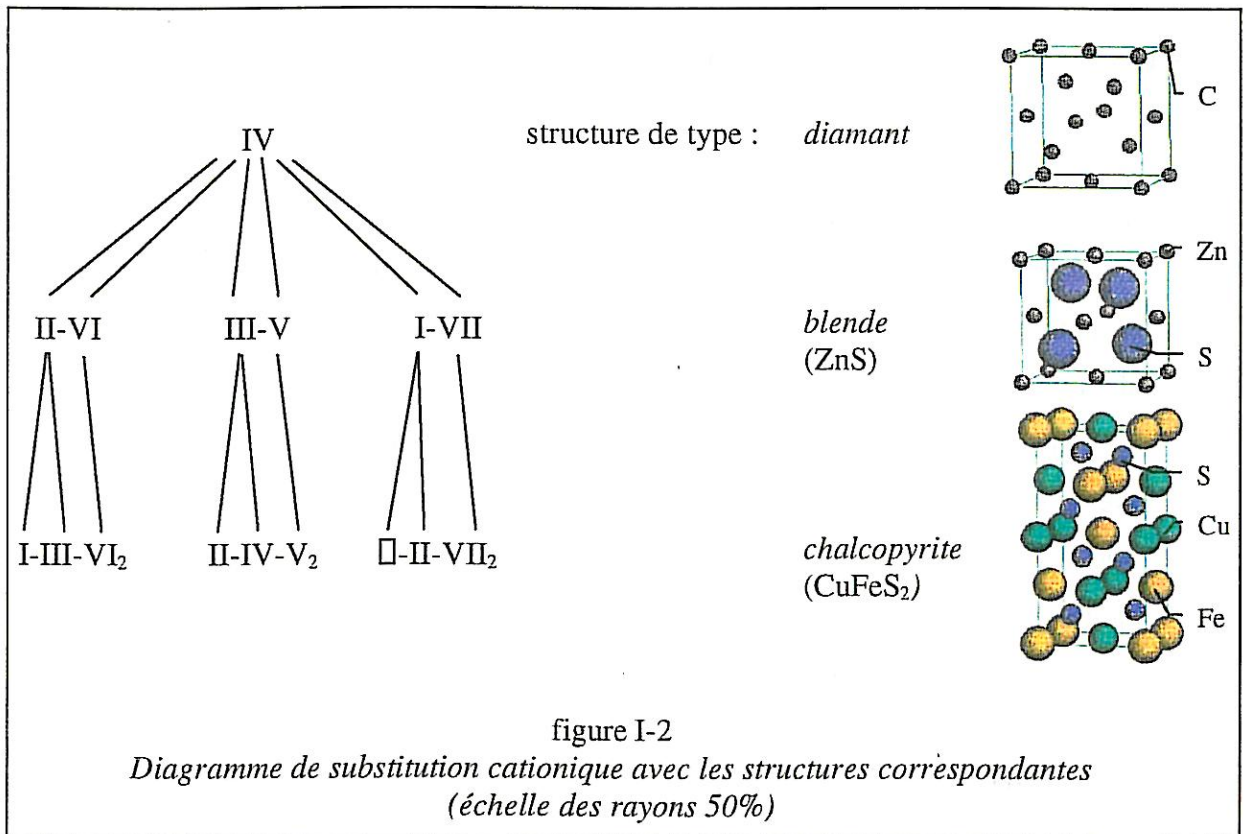 C
IV
structure de type : diamant
Zn
II-VI III-V I-VII
blende
(ZnS)
S
S
Cu
I-III-VI₂ II-IV-V₂ □-II-VII₂
chalcopyrite
(CuFeS₂)
Fe
figure I-2
Diagramme de substitution cationique avec les structures correspondantes
(échelle des rayons 50%)